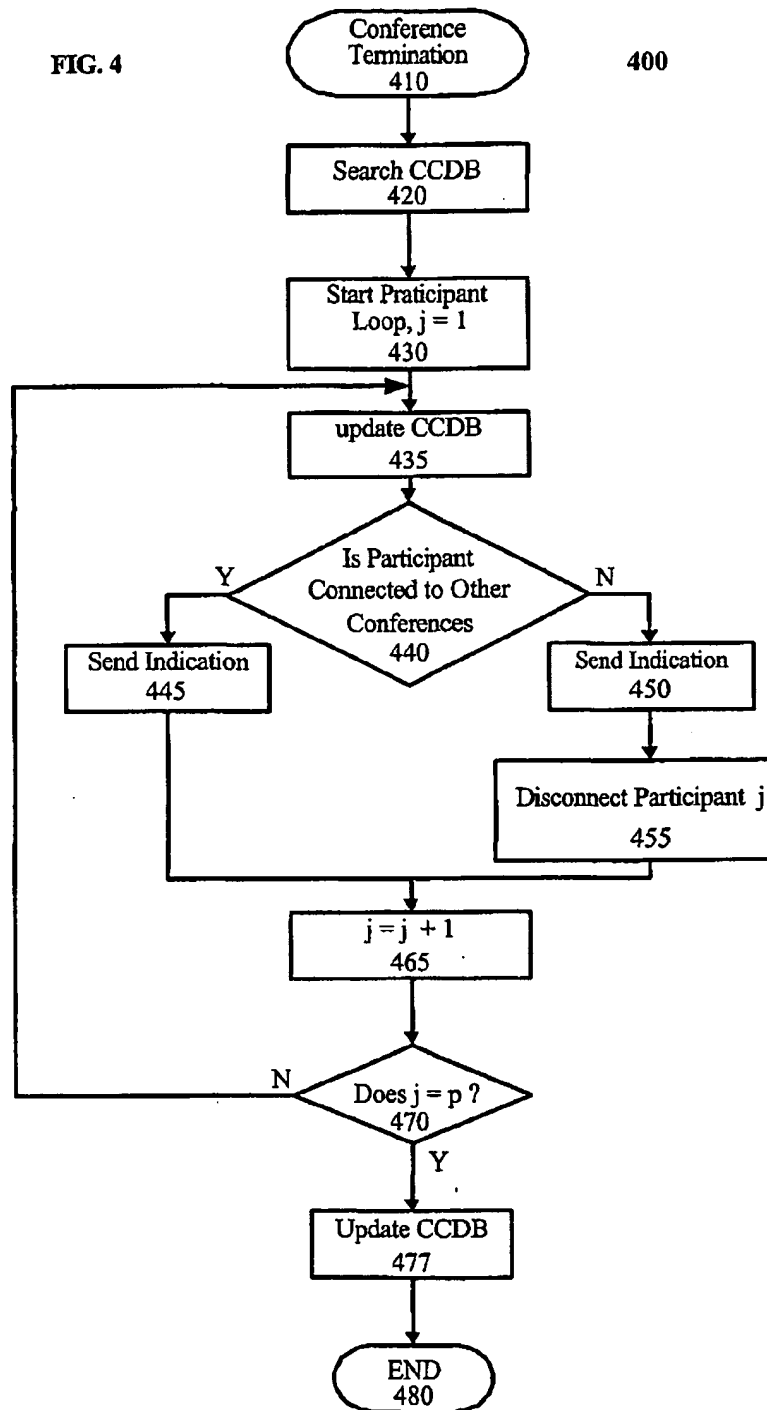 FIG. 4
400
Conference
Termination
410
Search CCDB
420
Start Praticipant
Loop, j = 1
430
update CCDB
435
Is Participant
Connected to Other
Conferences
440
Y
N
Send Indication
445
Send Indication
450
Disconnect Participant j
455
j = j + 1
465
Does j = p ?
470
N
Y
Update CCDB
477
END
480